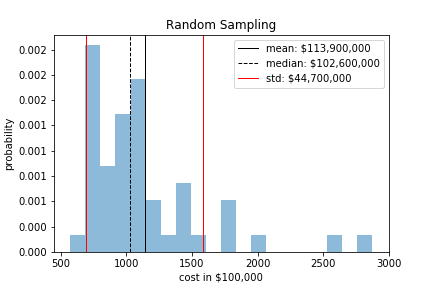 Random Sampling
mean: $113,900,000
median: $102,600,000
std: $44,700,000
probability
0.002
0.002
0.002
0.001
0.001
0.001
0.001
0.000
0.000
500
1000
1500
2000
2500
3000
cost in $100,000